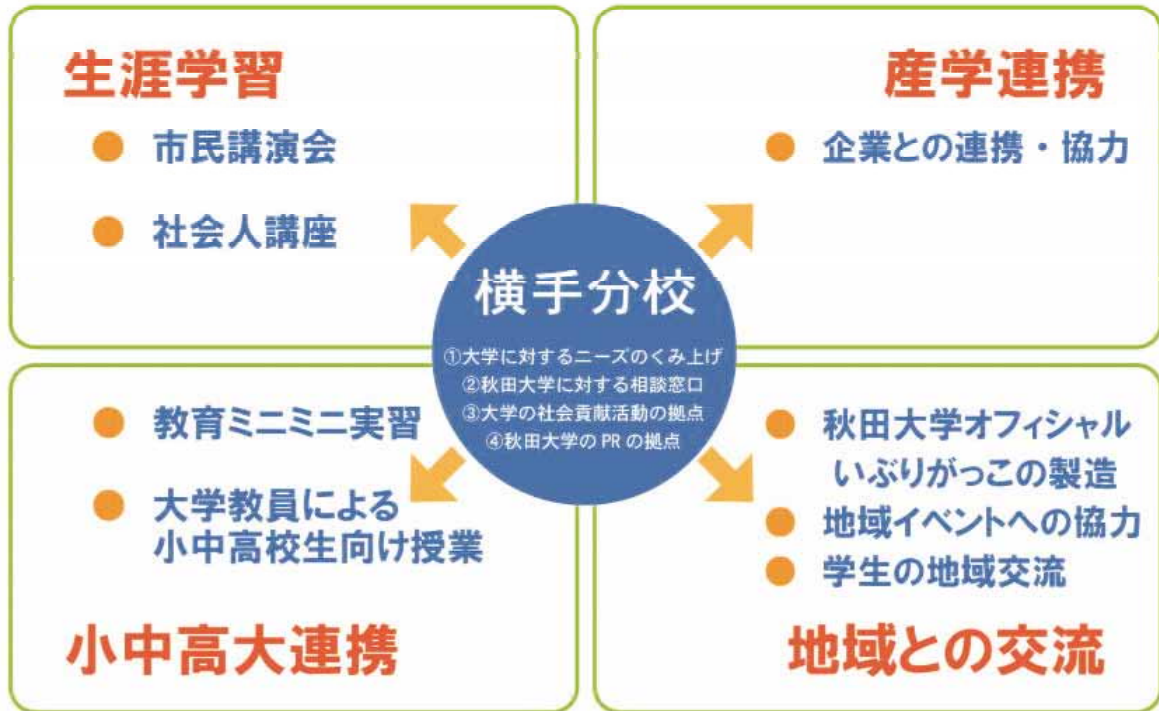 生涯学習
● 市民講演会
● 社会人講座
産学連携
● 企業との連携・協力
横手分校
①大学に対するニーズのくみ上げ
②秋田大学に対する相談窓口
③大学の社会貢献活動の拠点
④秋田大学のPRの拠点
● 教育ミニミニ実習
● 大学教員による
小中高校生向け授業
小中高大連携
● 秋田大学オフィシャル
いぶりがっこの製造
● 地域イベントへの協力
● 学生の地域交流
地域との交流